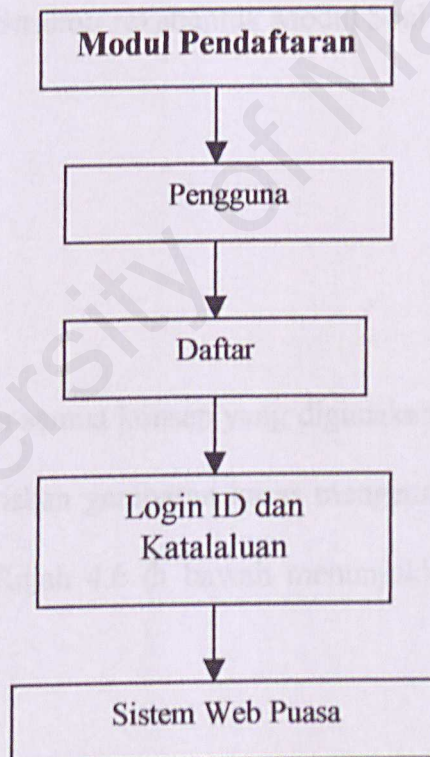 Modul Pendaftaran
Pengguna
Daftar
Login ID dan
Katalaluan
Sistem Web Puasa